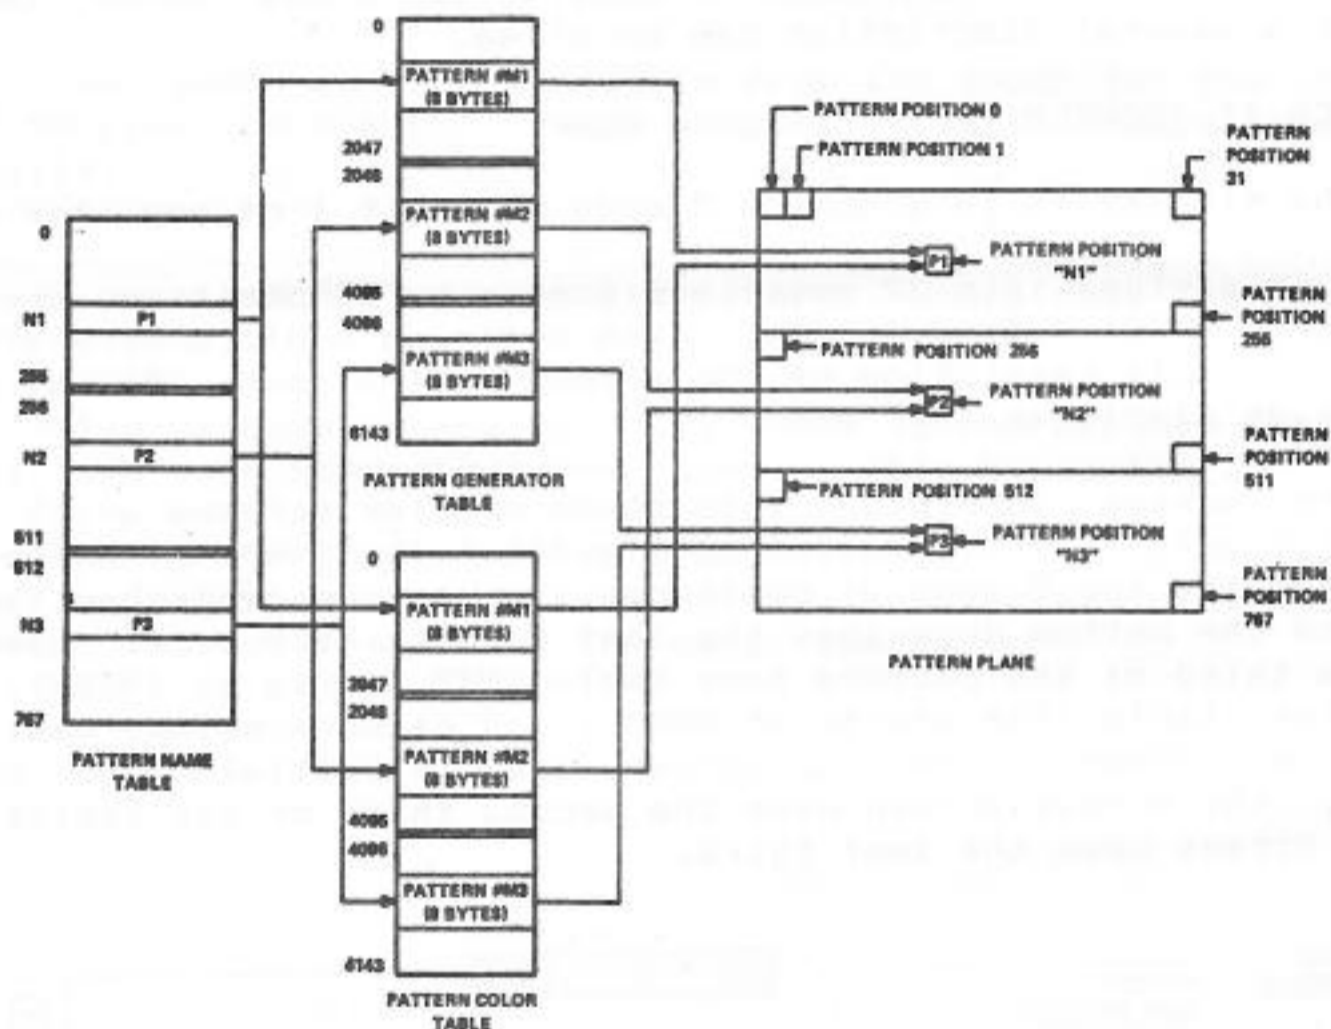 0
N1
P1
255
256
N2
P2
511
512
N3
P3
767
PATTERN NAME
TABLE
0
PATTERN #M1
(8 BYTES)
2047
2048
PATTERN #M2
(8 BYTES)
4095
4096
PATTERN #M3
(8 BYTES)
6143
PATTERN GENERATOR
TABLE
0
PATTERN #M1
(8 BYTES)
2047
2048
PATTERN #M2
(8 BYTES)
4095
4096
PATTERN #M3
(8 BYTES)
6143
PATTERN COLOR
TABLE
PATTERN POSITION 0
PATTERN POSITION 1
PATTERN
POSITION
31
P1
PATTERN POSITION
"N1"
PATTERN
POSITION
255
PATTERN POSITION 256
P2
PATTERN POSITION
"N2"
PATTERN
POSITION
511
PATTERN POSITION 512
P3
PATTERN POSITION
"N3"
PATTERN
POSITION
767
PATTERN PLANE